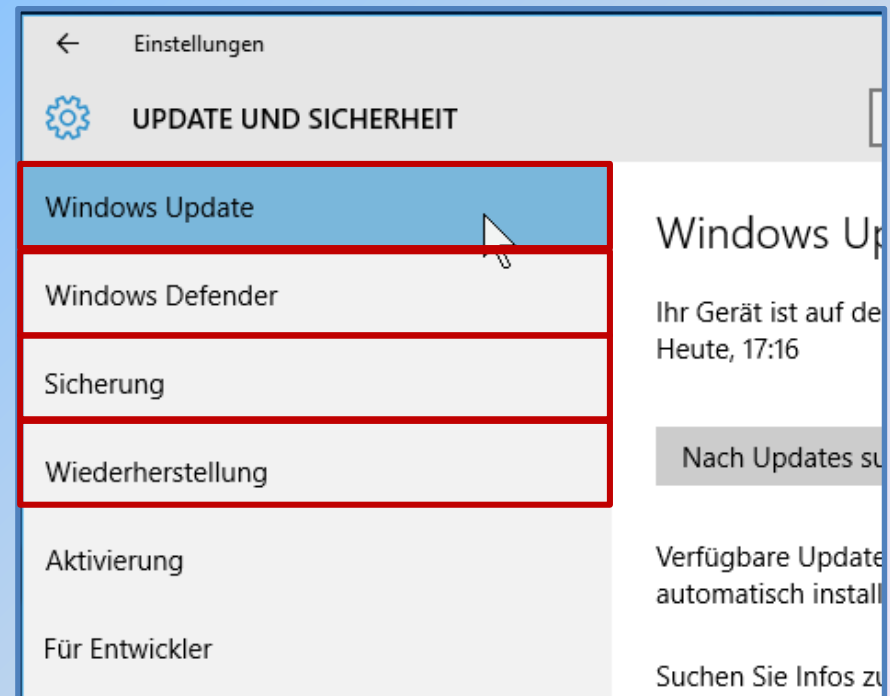 Einstellungen
UPDATE UND SICHERHEIT
Windows Update
Windows Defender
Sicherung
Wiederherstellung
Aktivierung
Für Entwickler
Windows Up
Ihr Gerät ist auf de
Heute, 17:16
Nach Updates su
Verfügbare Update
automatisch install
Suchen Sie Infos zu